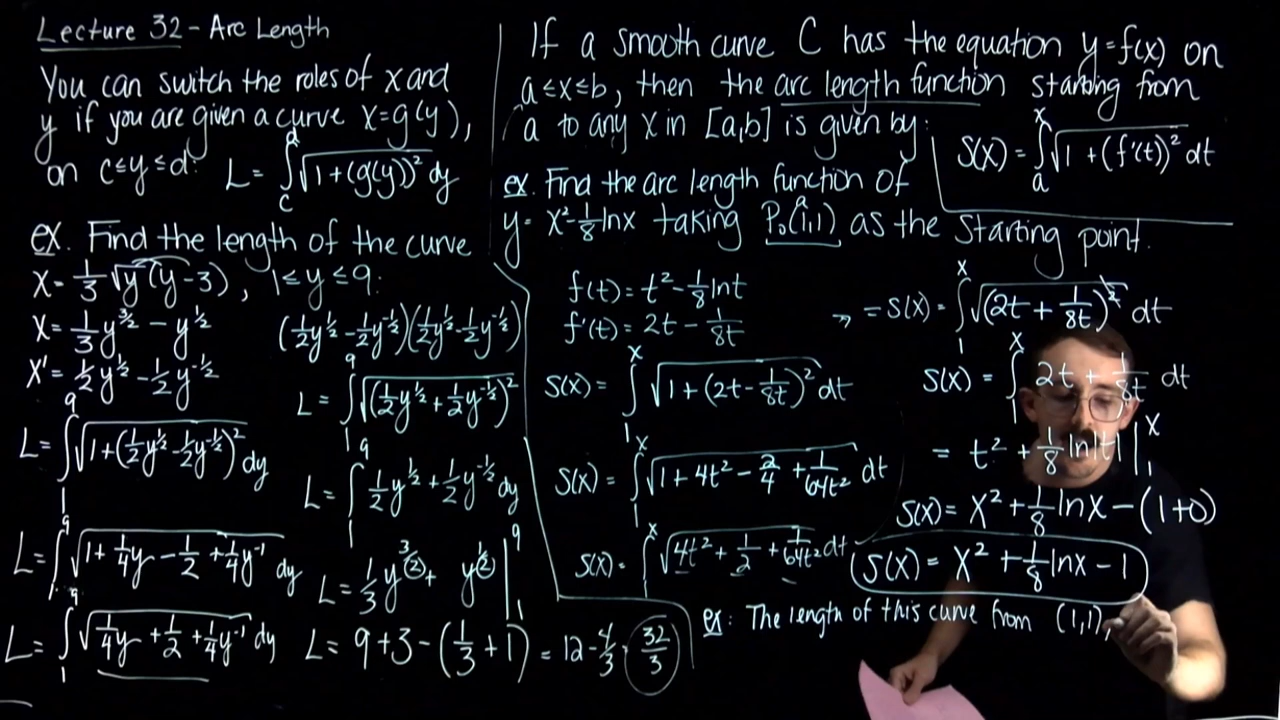 Lecture 32 - Arc Length
You can switch the roles of x and
y if you are given a curve x=g(y),
on c≤y≤d: L = ∫_c^d √(1+(g'(y))²) dy
ex. Find the length of the curve
x = 1/3 √y (y-3), 1≤y≤9:
x = 1/3 y^(3/2) - y^(1/2)
x' = 1/2 y^(1/2) - 1/2 y^(-1/2)
L = ∫_1^9 √(1+(1/2 y^(1/2) - 1/2 y^(-1/2))²) dy
L = ∫_1^9 √(1 + 1/4 y - 1/2 + 1/4 y^(-1)) dy
L = ∫_1^9 √(1/4 y + 1/2 + 1/4 y^(-1)) dy
(1/2 y^(1/2) - 1/2 y^(-1/2))(1/2 y^(1/2) - 1/2 y^(-1/2))
L = ∫_1^9 √((1/2 y^(1/2) + 1/2 y^(-1/2))²)
L = ∫_1^9 1/2 y^(1/2) + 1/2 y^(-1/2) dy
L = 1/3 y^(3/2) + y^(1/2) |_1^9
L = 9+3 - (1/3 + 1) = 12 - 4/3 = 32/3
If a smooth curve C has the equation y=f(x) on
a≤x≤b, then the arc length function starting from
a to any x in [a,b] is given by:
S(x) = ∫_a^x √(1 + (f'(t))²) dt
ex. Find the arc length function of
y = x² - 1/8 lnx taking P₀(1,1) as the starting point.
a
f(t) = t² - 1/8 lnt
f'(t) = 2t - 1/8t
S(x) = ∫_1^x √(1 + (2t - 1/8t)²) dt
S(x) = ∫_1^x √(1 + 4t² - 2/4 + 1/64t²) dt
S(x) = ∫_1^x √(4t² + 1/2 + 1/64t²) dt
→ = S(x) = ∫_1^x √((2t + 1/8t)²) dt
S(x) = ∫_1^x 2t + 1/8t dt
= t² + 1/8 ln|t| |_1^x
S(x) = x² + 1/8 lnx - (1+0)
S(x) = x² + 1/8 lnx - 1
ex: The length of this curve from (1,1),